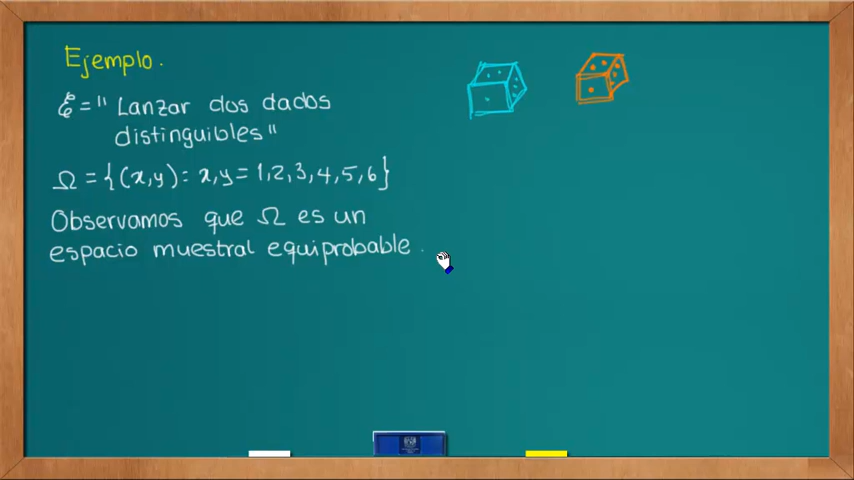 Ejemplo.
ℰ = "Lanzar dos dados
distinguibles"
Ω = {(x,y): x,y = 1,2,3,4,5,6}
Observamos que Ω es un
espacio muestral equiprobable.